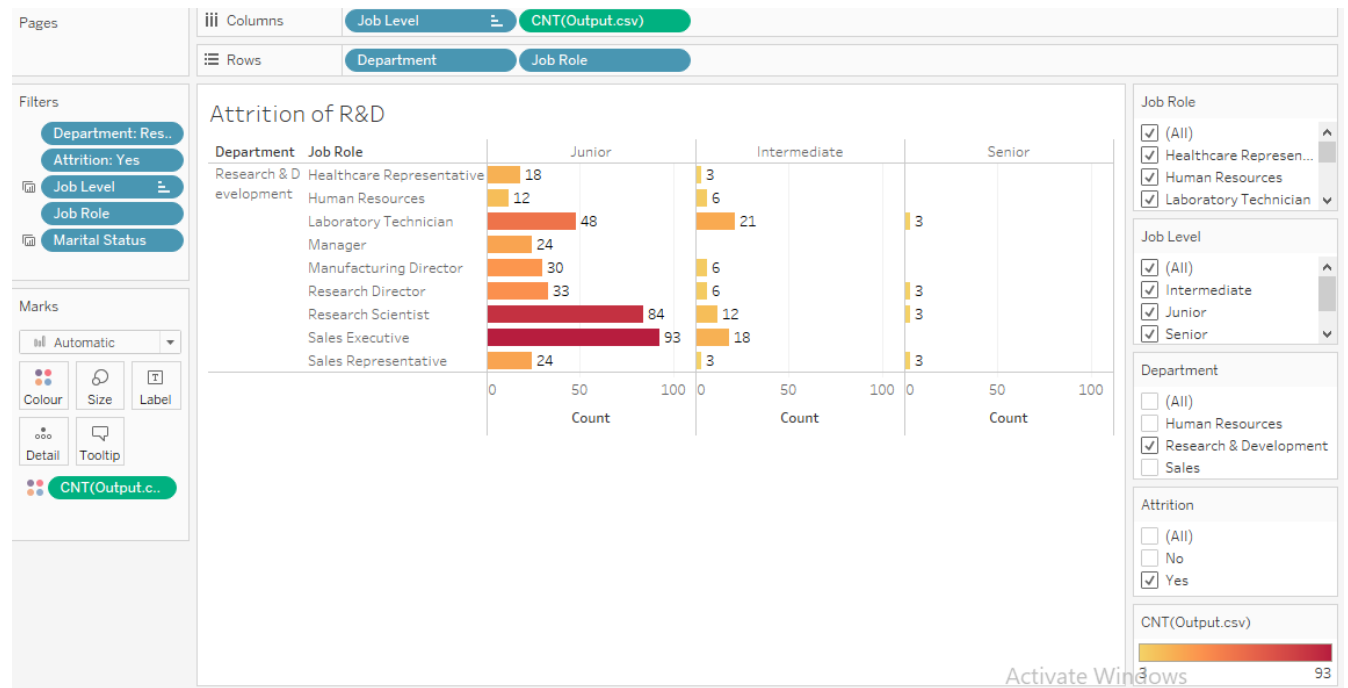 Pages
Columns
Job Level
CNT(Output.csv)
Rows
Department
Job Role
Filters
Department: Res..
Attrition: Yes
Job Level
Job Role
Marital Status
Marks
Automatic
Colour Size Label
Detail Tooltip
CNT(Output.c..
Attrition of R&D
Department Job Role Junior Intermediate Senior
Research & D
evelopment
Healthcare Representative 18 3
Human Resources 12 6
Laboratory Technician 48 21 3
Manager 24
Manufacturing Director 30 6
Research Director 33 6 3
Research Scientist 84 12 3
Sales Executive 93 18
Sales Representative 24 3 3
0 50 100 0 50 100 0 50 100
Count Count Count
Job Role
(All)
Healthcare Represen...
Human Resources
Laboratory Technician
Job Level
(All)
Intermediate
Junior
Senior
Department
(All)
Human Resources
Research & Development
Sales
Attrition
(All)
No
Yes
CNT(Output.csv)
3 93
Activate Windows